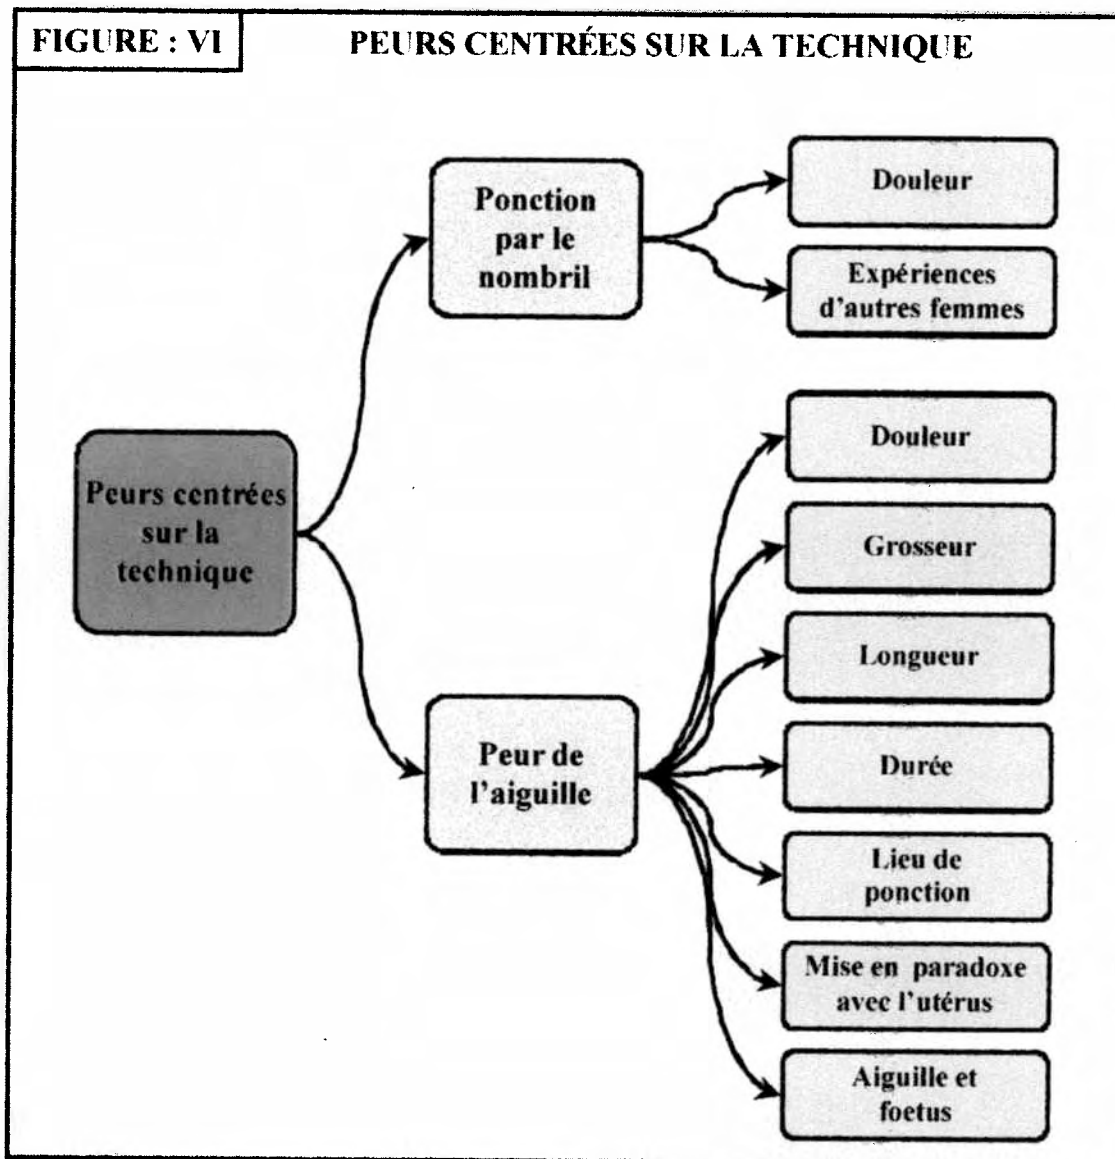 FIGURE : VI
PEURS CENTRÉES SUR LA TECHNIQUE
Ponction
par le
nombril
Douleur
Expériences
d'autres femmes
Peurs centrées
sur la
technique
Peur de
l'aiguille
Douleur
Grosseur
Longueur
Durée
Lieu de
ponction
Mise en paradoxe
avec l'utérus
Aiguille et
foetus